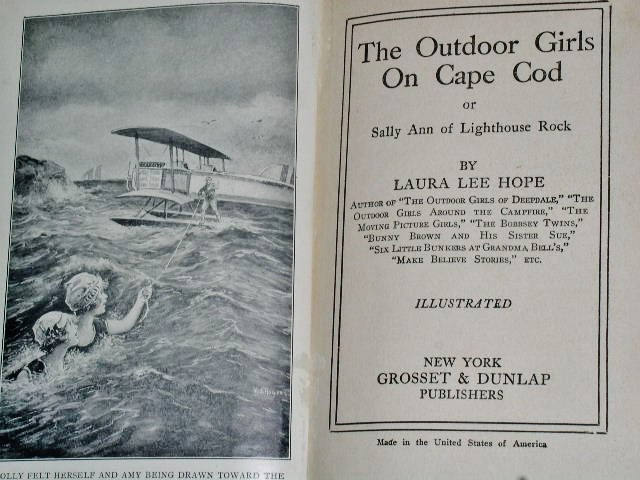 OLLY FELT HERSELF AND AMY BEING DRAWN TOWARD THE
The Outdoor Girls
On Cape Cod
or
Sally Ann of Lighthouse Rock
BY
LAURA LEE HOPE
AUTHOR OF "THE OUTDOOR GIRLS OF DEEPDALE," "THE
OUTDOOR GIRLS AROUND THE CAMPFIRE," "THE
MOVING PICTURE GIRLS," "THE BOBBSEY TWINS,"
"BUNNY BROWN AND HIS SISTER SUE,"
"SIX LITTLE BUNKERS AT GRANDMA BELL'S,"
"MAKE BELIEVE STORIES," ETC.
ILLUSTRATED
NEW YORK
GROSSET & DUNLAP
PUBLISHERS
Made in the United States of America